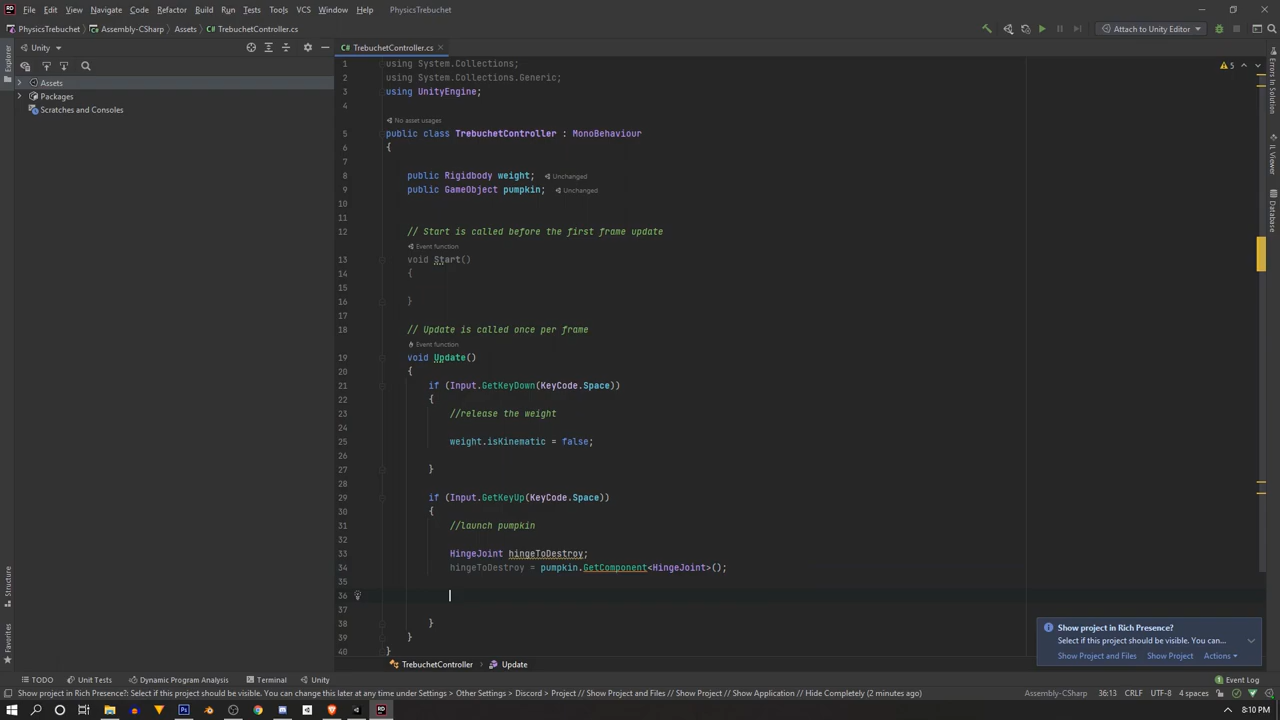 File Edit View Navigate Code Refactor Build Run Tests Tools VCS Window Help PhysicsTrebuchet
PhysicsTrebuchet Assembly-CSharp Assets TrebuchetController.cs Attach to Unity Editor
Explorer
Unity
TrebuchetController.cs
Assets
Packages
Scratches and Consoles
5
1 using System.Collections;
2 using System.Collections.Generic;
3 using UnityEngine;
4
No asset usages
5 public class TrebuchetController : MonoBehaviour
6 {
7
8 public Rigidbody weight; Unchanged
9 public GameObject pumpkin; Unchanged
10
11
12 // Start is called before the first frame update
Event function
13 void Start()
14 {
15
16 }
17
18 // Update is called once per frame
Event function
19 void Update()
20 {
21 if (Input.GetKeyDown(KeyCode.Space))
22 {
23 //release the weight
24
25 weight.isKinematic = false;
26
27 }
28
29 if (Input.GetKeyUp(KeyCode.Space))
30 {
31 //launch pumpkin
32
33 HingeJoint hingeToDestroy;
34 hingeToDestroy = pumpkin.GetComponent<HingeJoint>();
35
36
37
38 }
39 }
40 }
Errors In Solution
IL Viewer
Database
Structure
Favorites
Show project in Rich Presence?
Select if this project should be visible. You can...
Show Project and Files Show Project Actions
TrebuchetController Update
TODO Unit Tests Dynamic Program Analysis Terminal Unity Event Log
Show project in Rich Presence?: Select if this project should be visible. You can change this later at any time under Settings > Other Settings > Discord > Project // Show Project and Files // Show Project // Show Application // Hide Completely (2 minutes ago) Assembly-CSharp 36:13 CRLF UTF-8 4 spaces
8:10 PM